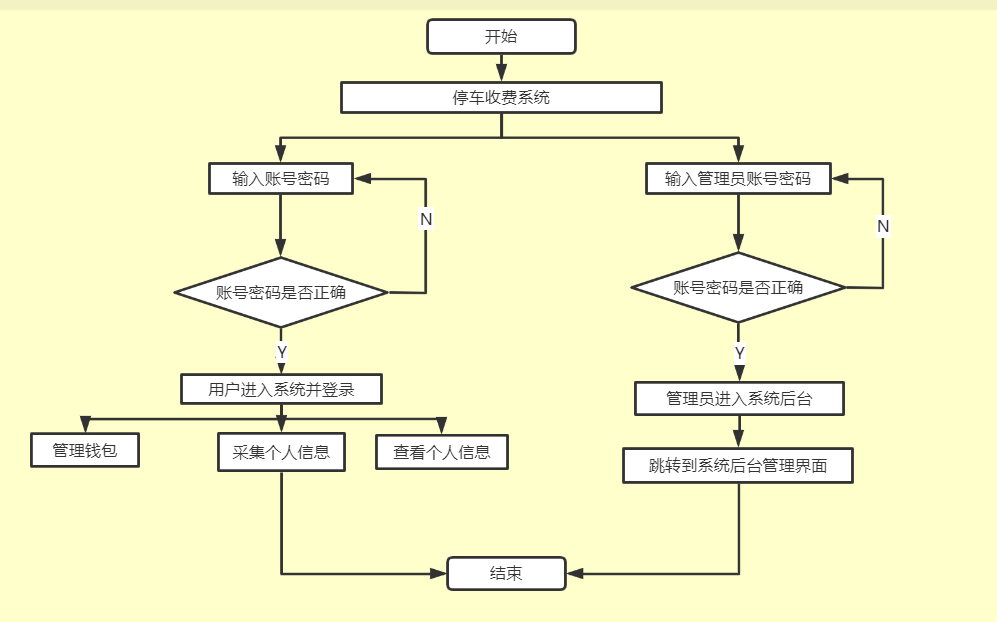 开始
停车收费系统
输入账号密码
输入管理员账号密码
N
N
账号密码是否正确
账号密码是否正确
Y
Y
用户进入系统并登录
管理员进入系统后台
管理钱包
采集个人信息
查看个人信息
跳转到系统后台管理界面
结束